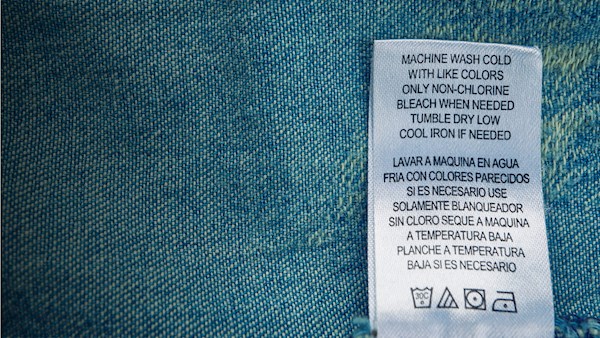 MACHINE WASH COLD
WITH LIKE COLORS
ONLY NON-CHLORINE
BLEACH WHEN NEEDED
TUMBLE DRY LOW
COOL IRON IF NEEDED
LAVAR A MAQUINA EN AGUA
FRIA CON COLORES PARECIDOS
SI ES NECESARIO USE
SOLAMENTE BLANQUEADOR
SIN CLORO SEQUE A MAQUINA
A TEMPERATURA BAJA
PLANCHE A TEMPERATURA
BAJA SI ES NECESARIO
30C